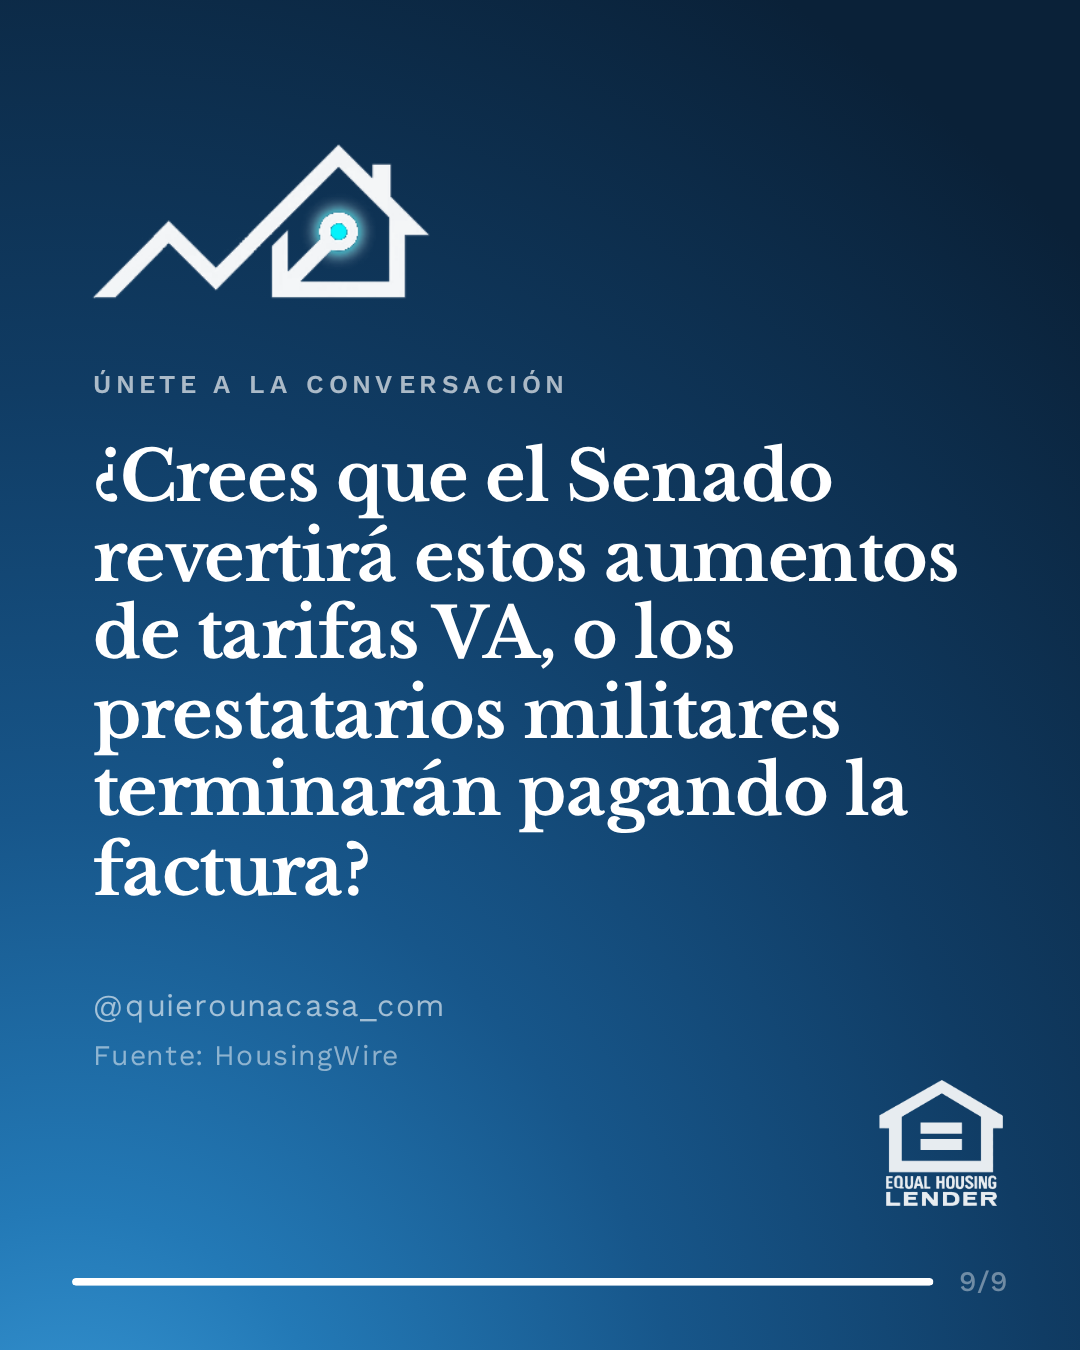 ÚNETE A LA CONVERSACIÓN
¿Crees que el Senado
revertirá estos aumentos
de tarifas VA, o los
prestatarios militares
terminarán pagando la
factura?
@quierounacasa_com
Fuente: HousingWire
EQUAL HOUSING
LENDER
9/9